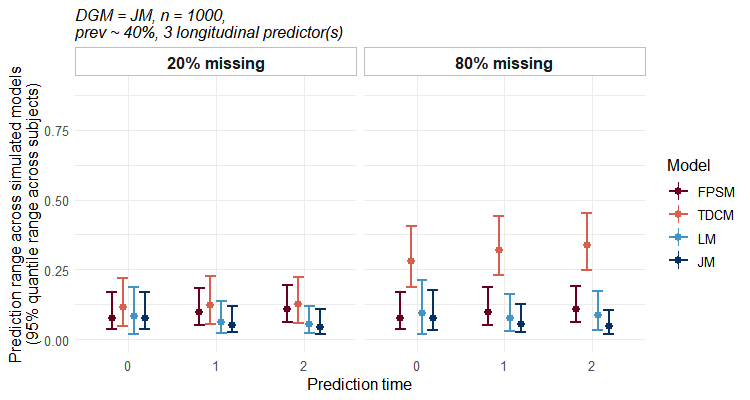 DGM = JM, n = 1000,
prev ~ 40%, 3 longitudinal predictor(s)
20% missing
80% missing
Prediction range across simulated models
(95% quantile range across subjects)
0.75
0.50
0.25
0.00
0
1
2
0
1
2
Prediction time
Model
FPSM
TDCM
LM
JM